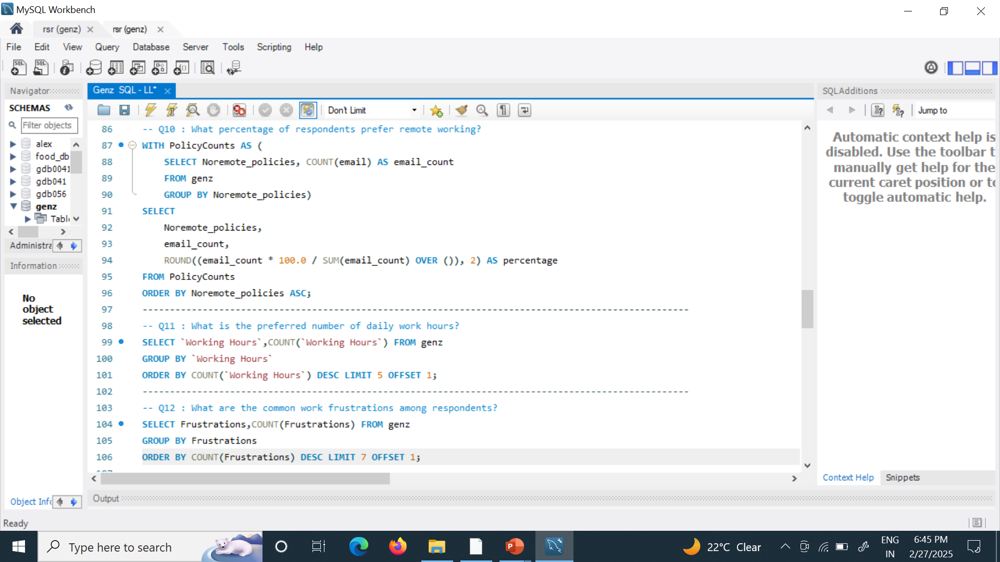 MySQL Workbench
rsr (genz)
rsr (genz)
File Edit View Query Database Server Tools Scripting Help
Navigator
SCHEMAS
Filter objects
alex
food_db
gdb0041
gdb041
gdb056
genz
Tabl
Administra
Information
No
object
selected
Object Info
Genz SQL - LL*
Don't Limit
86 -- Q10 : What percentage of respondents prefer remote working?
87 WITH PolicyCounts AS (
88 SELECT Noremote_policies, COUNT(email) AS email_count
89 FROM genz
90 GROUP BY Noremote_policies)
91 SELECT
92 Noremote_policies,
93 email_count,
94 ROUND((email_count * 100.0 / SUM(email_count) OVER ()), 2) AS percentage
95 FROM PolicyCounts
96 ORDER BY Noremote_policies ASC;
97 ----------------------------------------------------------------------------------------------------
98 -- Q11 : What is the preferred number of daily work hours?
99 SELECT `Working Hours`,COUNT(`Working Hours`) FROM genz
100 GROUP BY `Working Hours`
101 ORDER BY COUNT(`Working Hours`) DESC LIMIT 5 OFFSET 1;
102 ----------------------------------------------------------------------------------------------------
103 -- Q12 : What are the common work frustrations among respondents?
104 SELECT Frustrations,COUNT(Frustrations) FROM genz
105 GROUP BY Frustrations
106 ORDER BY COUNT(Frustrations) DESC LIMIT 7 OFFSET 1;
Output
SQLAdditions
Jump to
Automatic context help is
disabled. Use the toolbar t
manually get help for the
current caret position or to
toggle automatic help.
Context Help Snippets
Ready
Type here to search
22°C Clear
ENG
IN
6:45 PM
2/27/2025